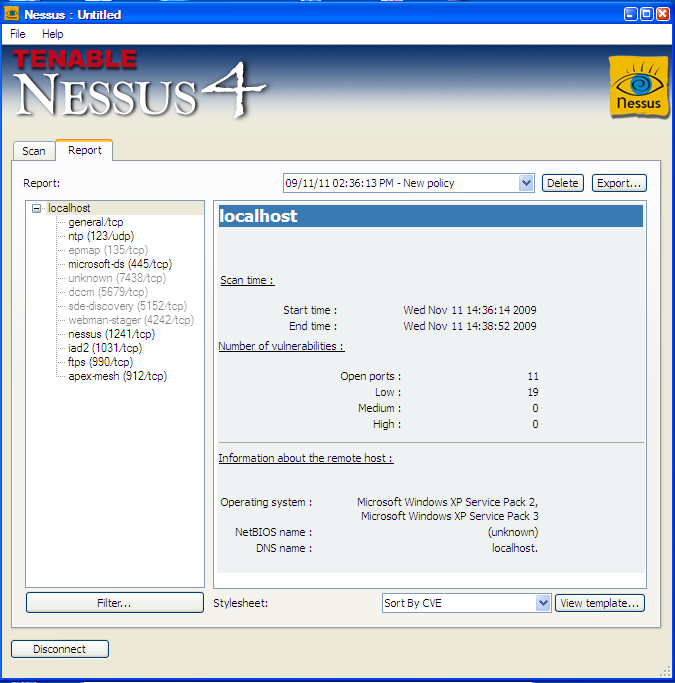 Nessus : Untitled
File Help
TENABLE
NESSUS 4
Nessus
Scan Report
Report: 09/11/11 02:36:13 PM - New policy Delete Export...
localhost
general/tcp
ntp (123/udp)
epmap (135/tcp)
microsoft-ds (445/tcp)
unknown (7438/tcp)
dccm (5679/tcp)
sde-discovery (5152/tcp)
webman-stager (4242/tcp)
nessus (1241/tcp)
iad2 (1031/tcp)
ftps (990/tcp)
apex-mesh (912/tcp)
localhost
Scan time :
Start time : Wed Nov 11 14:36:14 2009
End time : Wed Nov 11 14:38:52 2009
Number of vulnerabilities :
Open ports : 11
Low : 19
Medium : 0
High : 0
Information about the remote host :
Operating system : Microsoft Windows XP Service Pack 2,
Microsoft Windows XP Service Pack 3
NetBIOS name : (unknown)
DNS name : localhost.
Filter... Stylesheet: Sort By CVE View template...
Disconnect